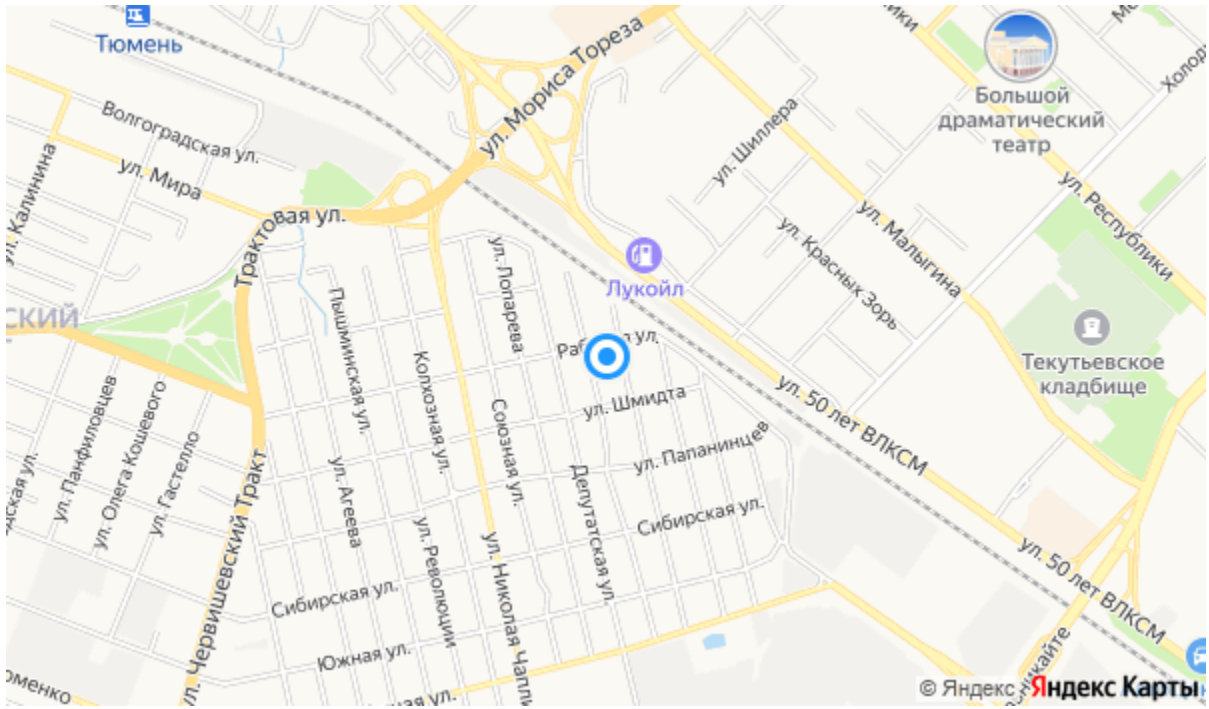 Тюмень
ул. Мориса Тореза
Большой
драматический
театр
Волгоградская ул.
ул. Мира
ул. Калинина
ул. Шиллера
ул. Республики
Трактовая ул.
ул. Малыгина
ул. Красных Зорь
ул. Лопарева
Лукойл
Пышминская ул.
Текутьевское
кладбище
Колхозная ул.
ул. Шмидта
ул. 50 лет ВЛКСМ
ул. Панфиловцев
ул. Олега Кошевого
ул. Гастелло
Союзная ул.
ул. Папанинцев
ул. Агеева
Депутатская ул.
Сибирская ул.
ул. Революции
ул. Николая Чапли
ул. Червишевский Тракт
Сибирская ул.
ул. 50 лет ВЛКСМ
Южная ул.
© Яндекс Яндекс Карты